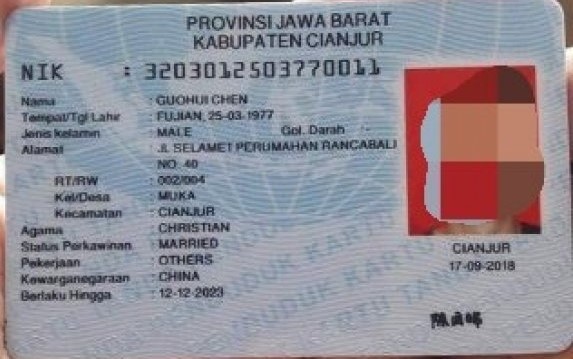 PROVINSI JAWA BARAT
KABUPATEN CIANJUR
NIK : 3203012503770011
Nama : GUOHUI CHEN
Tempat/Tgl Lahir : FUJIAN, 25-03-1977
Jenis kelamin : MALE Gol. Darah :-
Alamat : JL SELAMET PERUMAHAN RANCABALI
NO. 40
RT/RW : 002/004
Kel/Desa : MUKA
Kecamatan : CIANJUR
Agama : CHRISTIAN
Status Perkawinan : MARRIED
Pekerjaan : OTHERS
Kewarganegaraan : CHINA
Berlaku Hingga : 12-12-2023
CIANJUR
17-09-2018